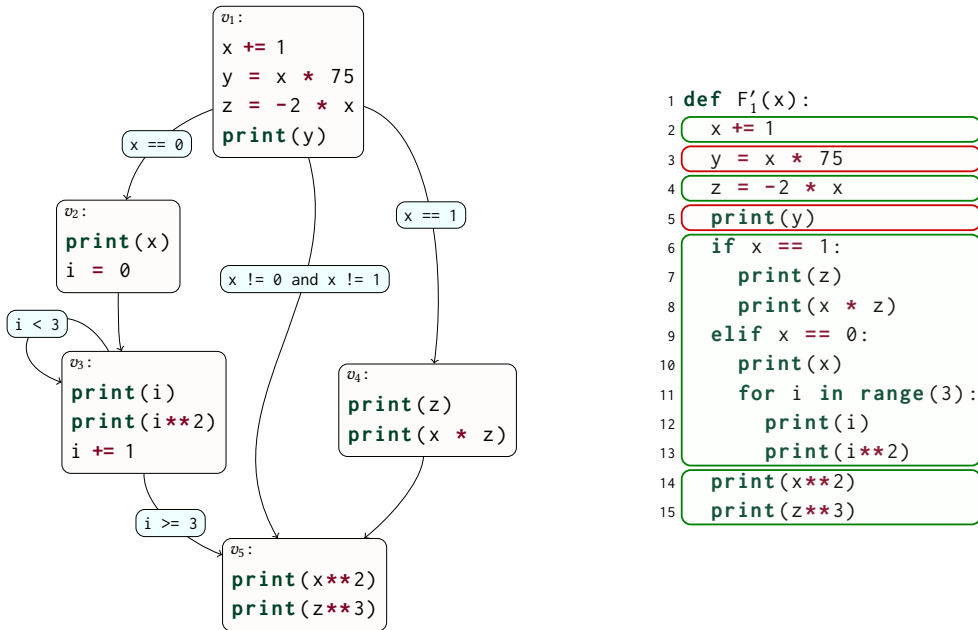 v₁:
x += 1
y = x * 75
z = -2 * x
print(y)
x == 0
x == 1
x != 0 and x != 1
v₂:
print(x)
i = 0
i < 3
v₃:
print(i)
print(i**2)
i += 1
v₄:
print(z)
print(x * z)
i >= 3
v₅:
print(x**2)
print(z**3)
1 def F′₁(x):
2 x += 1
3 y = x * 75
4 z = -2 * x
5 print(y)
6 if x == 1:
7 print(z)
8 print(x * z)
9 elif x == 0:
10 print(x)
11 for i in range(3):
12 print(i)
13 print(i**2)
14 print(x**2)
15 print(z**3)